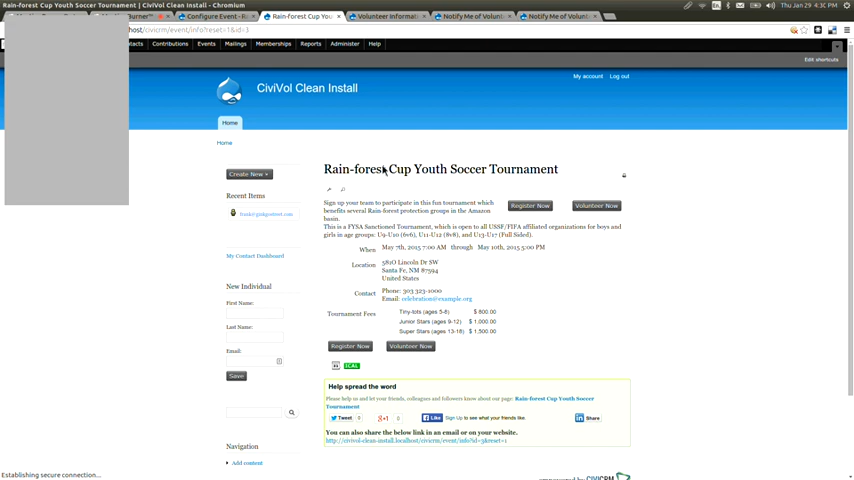 Rain-forest Cup Youth Soccer Tournament | CiviVol Clean Install - Chromium
En
Thu Jan 29 4:31 PM
Configure Event - R
Rain-forest Cup You
Volunteer Informat
Notify Me of Volun
Notify Me of Volun
host/civicrm/event/info?reset=1&id=3
tacts Contributions Events Mailings Memberships Reports Administer Help
Edit shortcuts
My account Log out
CiviVol Clean Install
Home
Home
Rain-forest Cup Youth Soccer Tournament
Create New »
Recent Items
frank@ginkgostreet.com
My Contact Dashboard
New Individual
First Name:
Last Name:
Email:
Save
Navigation
Add content
Sign up your team to participate in this fun tournament which
benefits several Rain-forest protection groups in the Amazon
basin.
Register Now Volunteer Now
This is a FYSA Sanctioned Tournament, which is open to all USSF/FIFA affiliated organizations for boys and
girls in age groups: U9-U10 (6v6), U11-U12 (8v8), and U13-U17 (Full Sided).
When May 7th, 2015 7:00 AM through May 10th, 2015 5:00 PM
Location 5810 Lincoln Dr SW
Santa Fe, NM 87594
United States
Contact Phone: 303 323-1000
Email: celebration@example.org
Tournament Fees Tiny-tots (ages 5-8) $ 800.00
Junior Stars (ages 9-12) $ 1,000.00
Super Stars (ages 13-18) $ 1,500.00
Register Now Volunteer Now
ICAL
Help spread the word
Please help us and let your friends, colleagues and followers know about our page: Rain-forest Cup Youth Soccer
Tournament
Tweet 0 g+1 0 Like Sign Up to see what your friends like. in Share
You can also share the below link in an email or on your website.
http://civivol-clean-install.localhost/civicrm/event/info?id=3&reset=1
empowered by CIVICRM
Establishing secure connection...